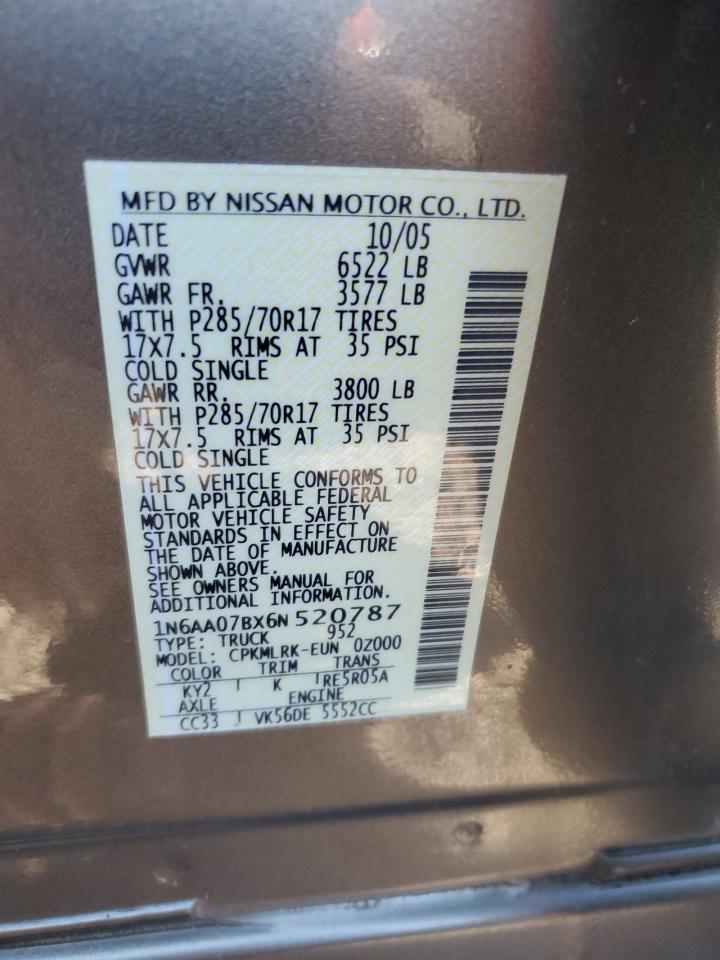 MFD BY NISSAN MOTOR CO., LTD.
DATE 10/05
GVWR 6522 LB
GAWR FR. 3577 LB
WITH P285/70R17 TIRES
17X7.5 RIMS AT 35 PSI
COLD SINGLE
GAWR RR. 3800 LB
WITH P285/70R17 TIRES
17X7.5 RIMS AT 35 PSI
COLD SINGLE
THIS VEHICLE CONFORMS TO
ALL APPLICABLE FEDERAL
MOTOR VEHICLE SAFETY
STANDARDS IN EFFECT ON
THE DATE OF MANUFACTURE
SHOWN ABOVE.
SEE OWNERS MANUAL FOR
ADDITIONAL INFORMATION.
1N6AA07BX6N 520787
TYPE: TRUCK 952
MODEL: CPKMLRK-EUN 0Z000
COLOR TRIM TRANS
KY2 K RE5R05A
AXLE ENGINE
CC33 VK56DE 5552CC